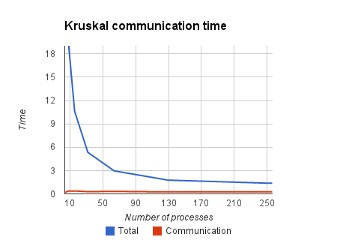 Kruskal communication time
18
15
12
9
6
3
0
Time
10 50 90 130 170 210 250
Number of processes
Total Communication